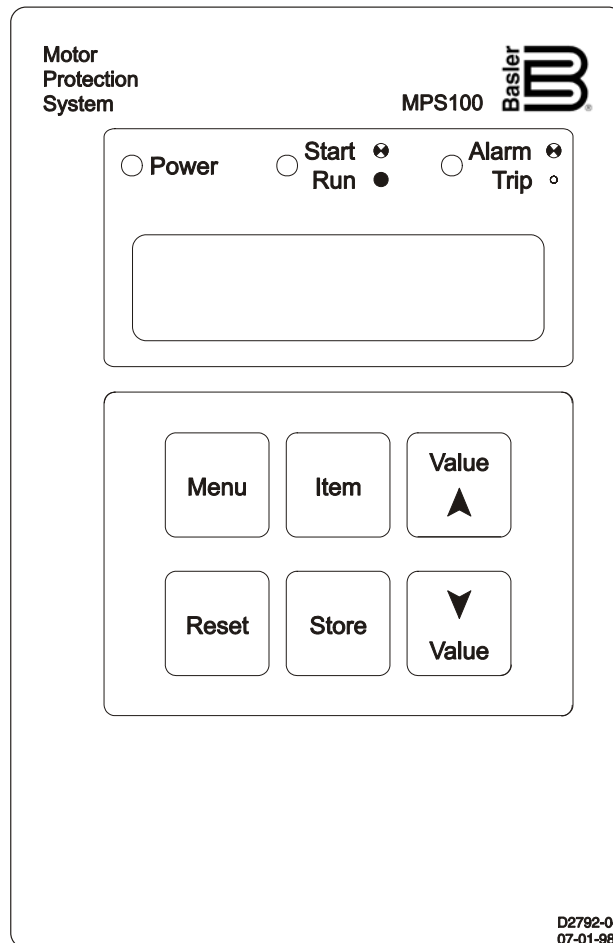 Motor
Protection
System
MPS100
Basler
®
Power
Start
Run
Alarm
Trip
Menu
Item
Value
Reset
Store
Value
D2792-0
07-01-98